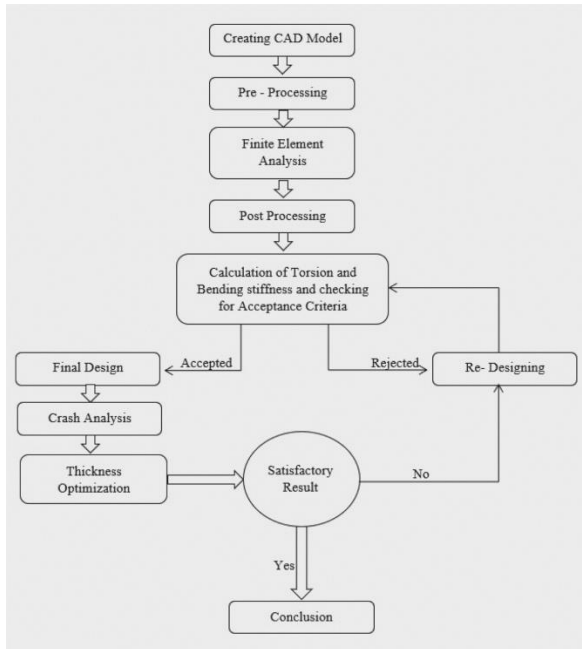 Creating CAD Model
Pre - Processing
Finite Element
Analysis
Post Processing
Calculation of Torsion and
Bending stiffness and checking
for Acceptance Criteria
Accepted
Rejected
Final Design
Re- Designing
Crash Analysis
Thickness
Optimization
Satisfactory
Result
No
Yes
Conclusion